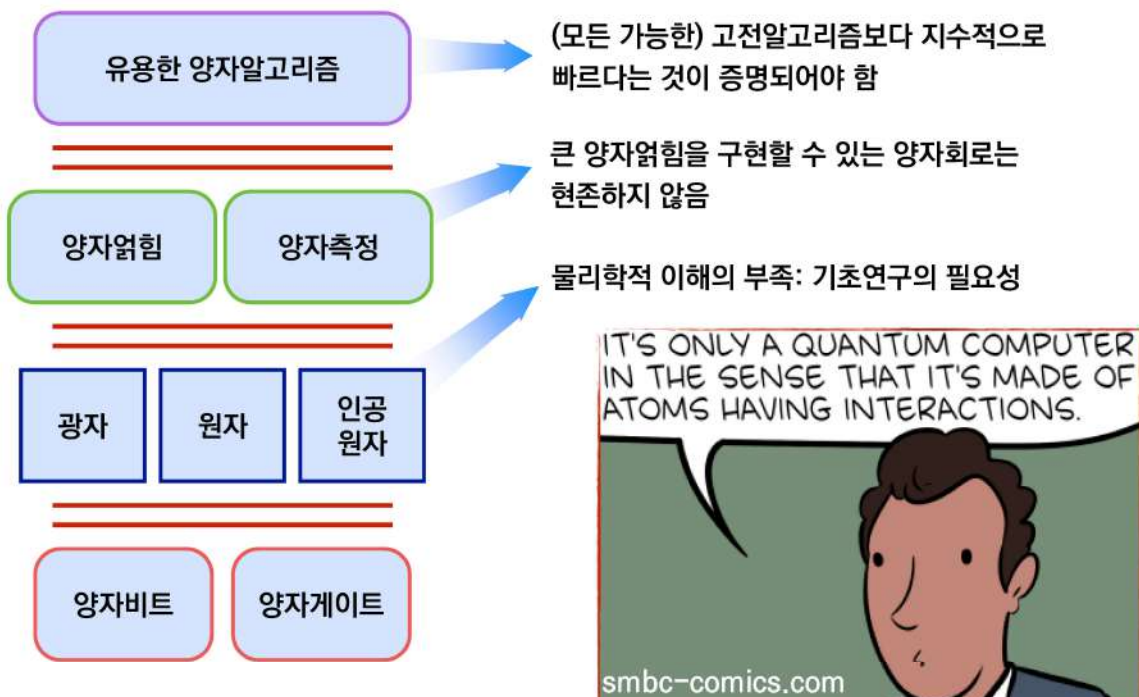 유용한 양자알고리즘
(모든 가능한) 고전알고리즘보다 지수적으로
빠르다는 것이 증명되어야 함
양자얽힘
양자측정
큰 양자얽힘을 구현할 수 있는 양자회로는
현존하지 않음
물리학적 이해의 부족: 기초연구의 필요성
광자
원자
인공
원자
양자비트
양자게이트
IT'S ONLY A QUANTUM COMPUTER
IN THE SENSE THAT IT'S MADE OF
ATOMS HAVING INTERACTIONS.
smbc-comics.com